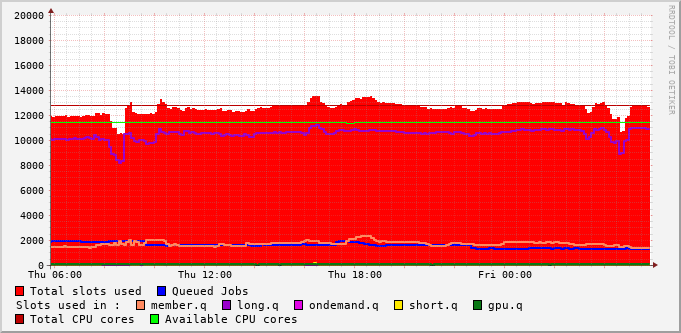 20000
18000
16000
14000
12000
10000
8000
6000
4000
2000
0
Thu 06:00 Thu 12:00 Thu 18:00 Fri 00:00
RRDTOOL / TOBI OETIKER
Total slots used Queued Jobs
Slots used in : member.q long.q ondemand.q short.q gpu.q
Total CPU cores Available CPU cores